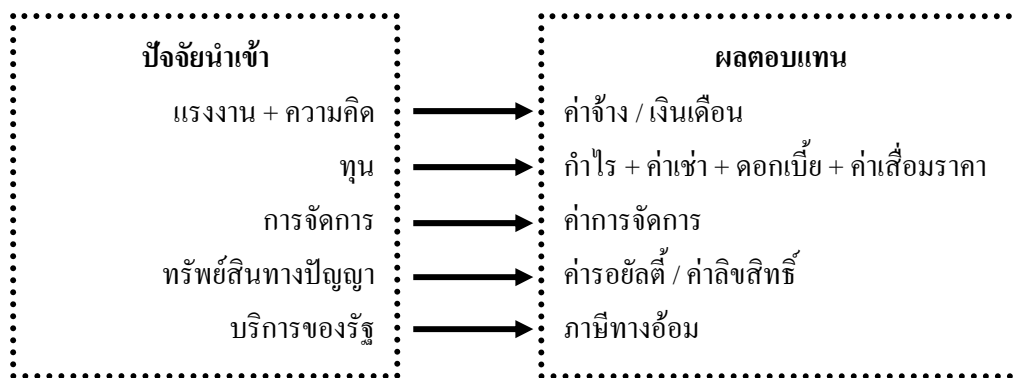 ปัจจัยนำเข้า
ผลตอบแทน
แรงงาน + ความคิด
ค่าจ้าง / เงินเดือน
ทุน
กำไร + ค่าเช่า + ดอกเบี้ย + ค่าเสื่อมราคา
การจัดการ
ค่าการจัดการ
ทรัพย์สินทางปัญญา
ค่ารอยัลตี้ / ค่าลิขสิทธิ์
บริการของรัฐ
ภาษีทางอ้อม